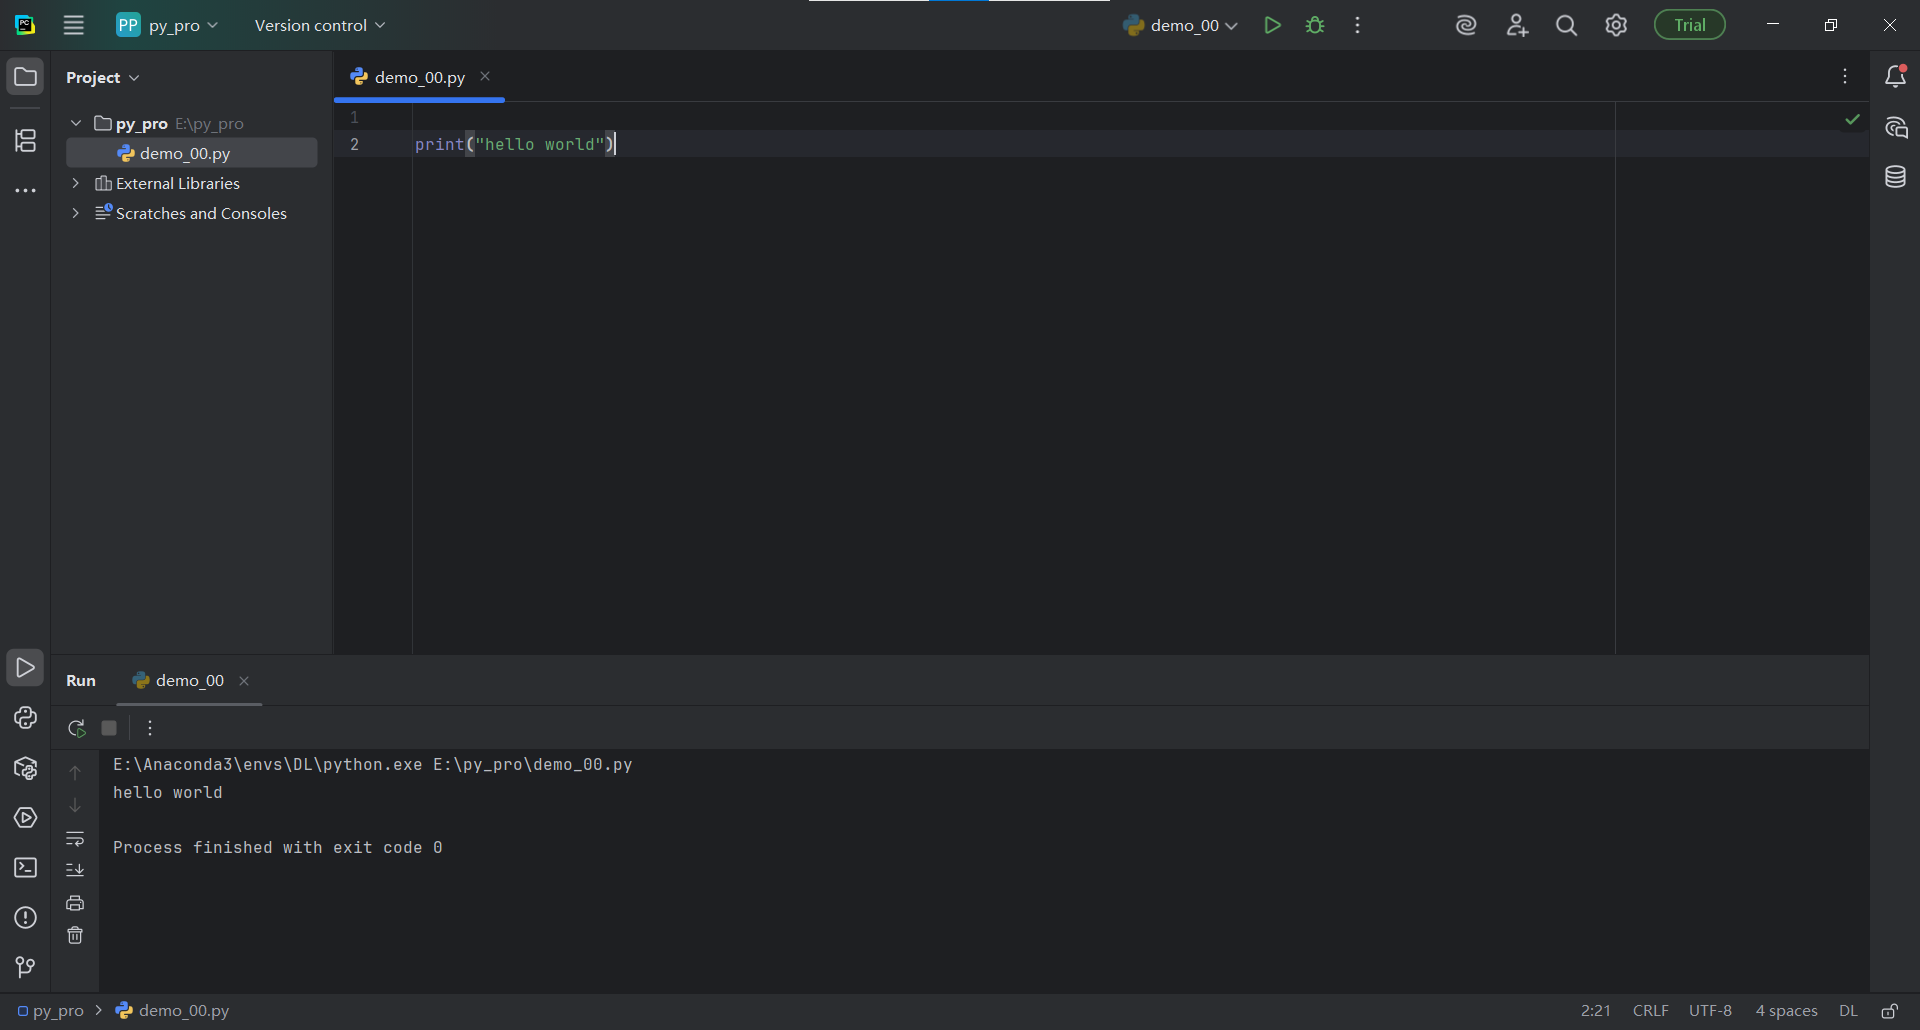 PC
PP py_pro
Version control
demo_00
Trial
Project
demo_00.py
py_pro E:\py_pro
demo_00.py
External Libraries
Scratches and Consoles
1
2 print("hello world")
Run
demo_00
E:\Anaconda3\envs\DL\python.exe E:\py_pro\demo_00.py
hello world
Process finished with exit code 0
py_pro > demo_00.py
2:21 CRLF UTF-8 4 spaces DL